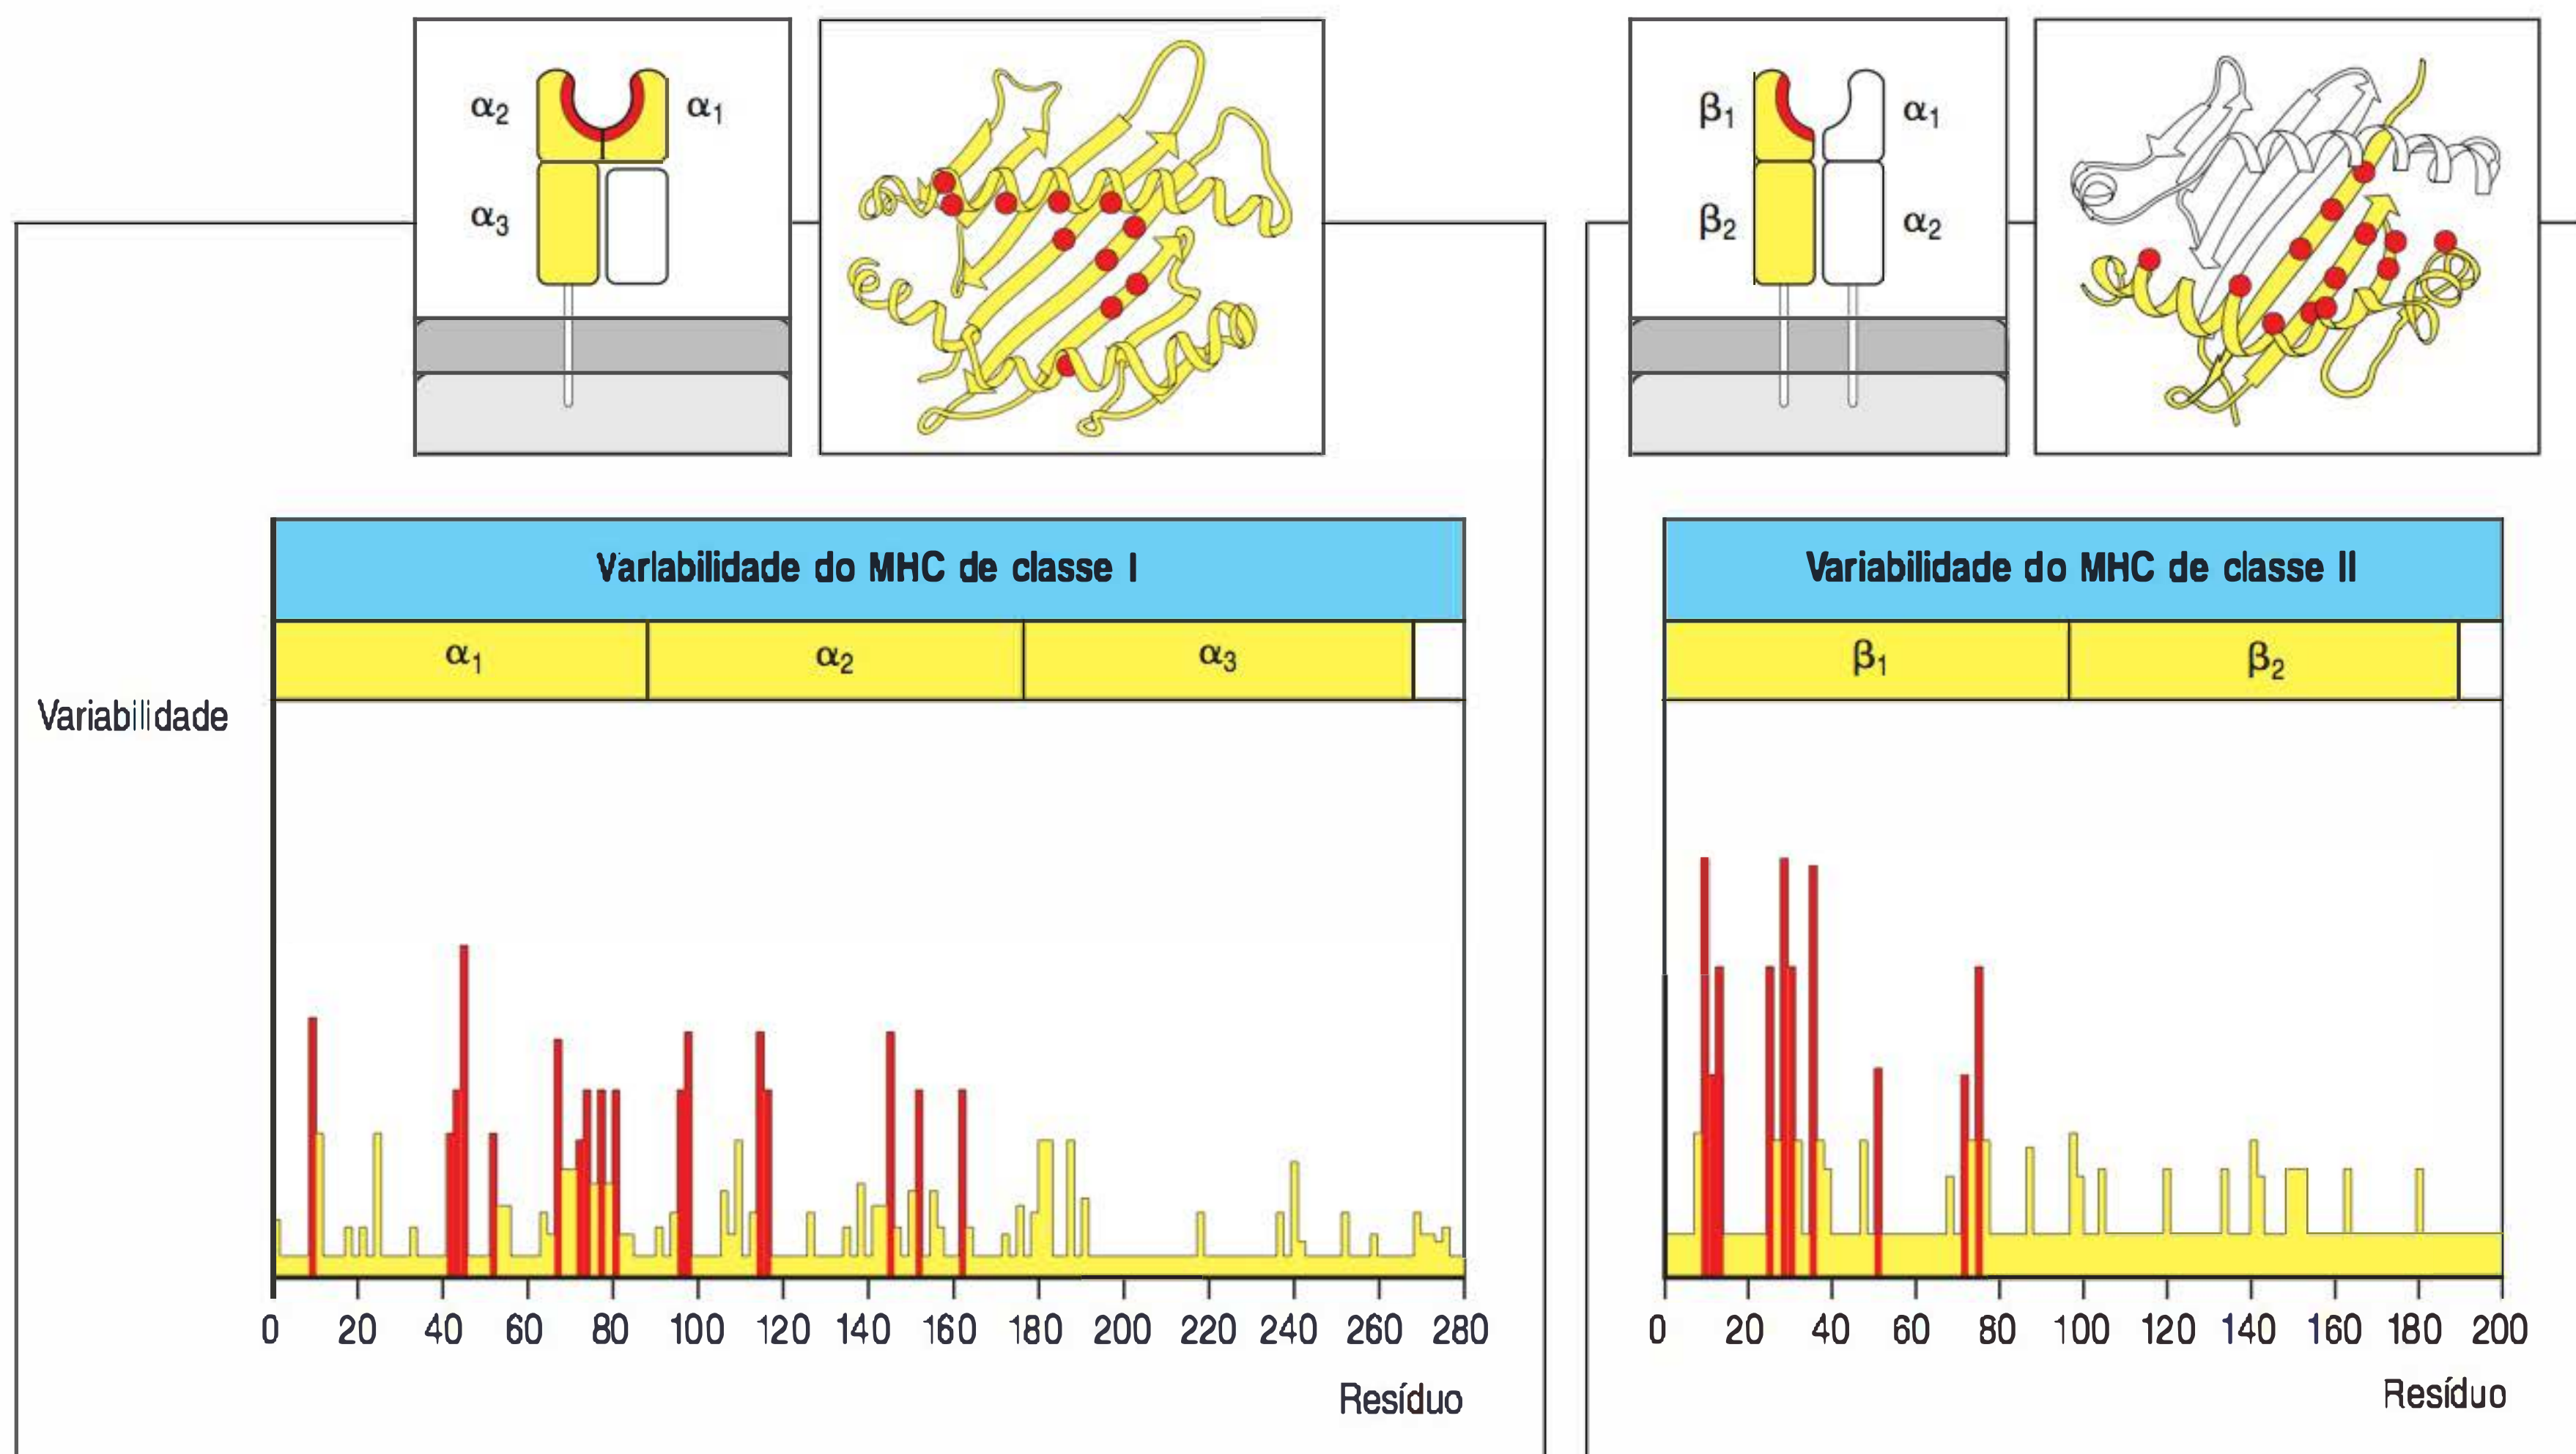 α2 α1
α3
β1 α1
β2 α2
Varlabilidade do MHC de classe I
α1 α2 α3
Variabilidade
0 20 40 60 80 100 120 140 160 180 200 220 240 260 280
Resíduo
Variabilidade do MHC de classe II
β1 β2
0 20 40 60 80 100 120 140 160 180 200
Resíduo